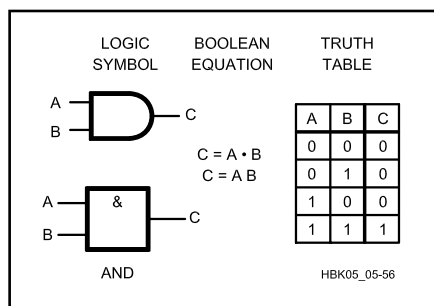 LOGIC SYMBOL
BOOLEAN EQUATION
TRUTH TABLE
A
B
C
C = A • B
C = A B
A
B
&
C
AND
A B C
0 0 0
0 1 0
1 0 0
1 1 1
HBK05_05-56